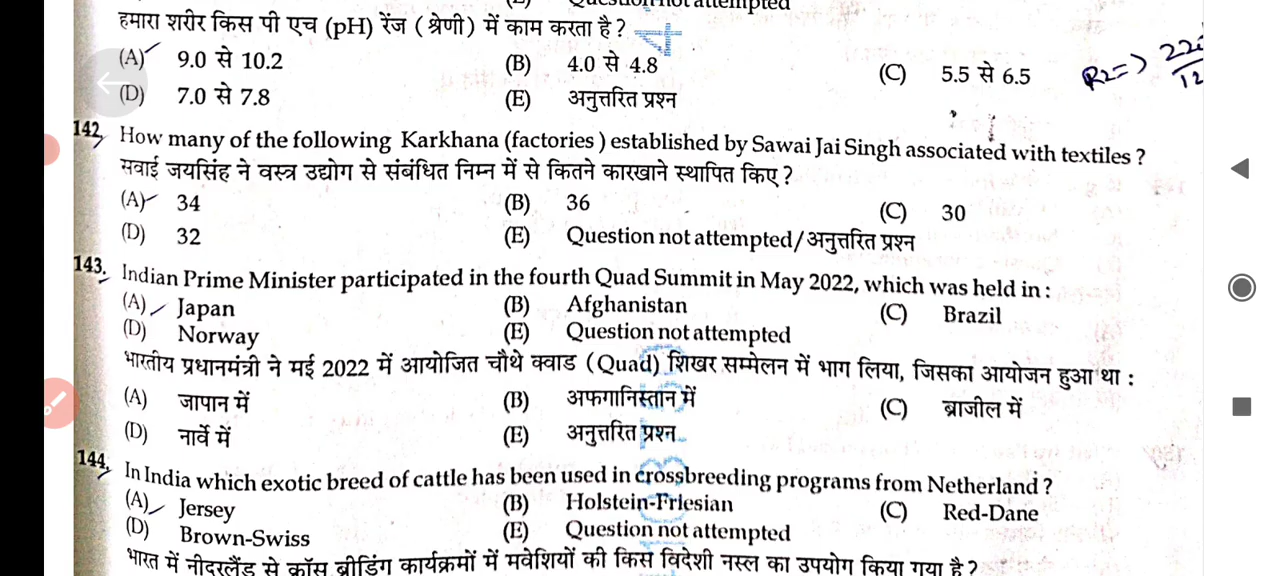 Question not attempted
हमारा शरीर किस पी एच (pH) रेंज (श्रेणी) में काम करता है?
(A) 9.0 से 10.2 (B) 4.0 से 4.8 (C) 5.5 से 6.5
(D) 7.0 से 7.8 (E) अनुत्तरित प्रश्न
142. How many of the following Karkhana (factories) established by Sawai Jai Singh associated with textiles?
सवाई जयसिंह ने वस्त्र उद्योग से संबंधित निम्न में से कितने कारखाने स्थापित किए?
(A) 34 (B) 36 (C) 30
(D) 32 (E) Question not attempted/अनुत्तरित प्रश्न
143. Indian Prime Minister participated in the fourth Quad Summit in May 2022, which was held in:
(A) Japan (B) Afghanistan (C) Brazil
(D) Norway (E) Question not attempted
भारतीय प्रधानमंत्री ने मई 2022 में आयोजित चौथे क्वाड (Quad) शिखर सम्मेलन में भाग लिया, जिसका आयोजन हुआ था :
(A) जापान में (B) अफगानिस्तान में (C) ब्राजील में
(D) नार्वे में (E) अनुत्तरित प्रश्न
144. In India which exotic breed of cattle has been used in crossbreeding programs from Netherland?
(A) Jersey (B) Holstein-Friesian (C) Red-Dane
(D) Brown-Swiss (E) Question not attempted
भारत में नीदरलैंड से क्रॉस ब्रीडिंग कार्यक्रमों में मवेशियों की किस विदेशी नस्ल का उपयोग किया गया है?